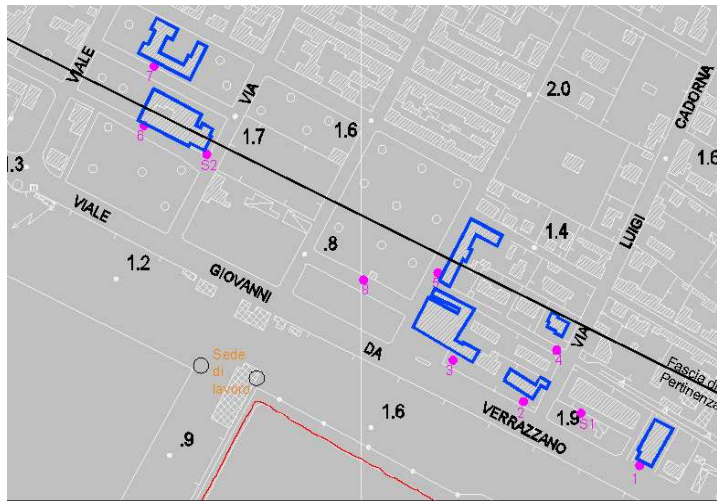 VIALE
7
VIA
1.7
6
S2
1.3
1.6
2.0
CADORNA
1.6
VIALE
1.2
GIOVANNI
.8
1.4
LUIGI
DA
3
4
VIA
Fascia di
Pertinenza
Sede
di
lavoro
2
1.9
S1
VERRAZZANO
1.6
.9
1